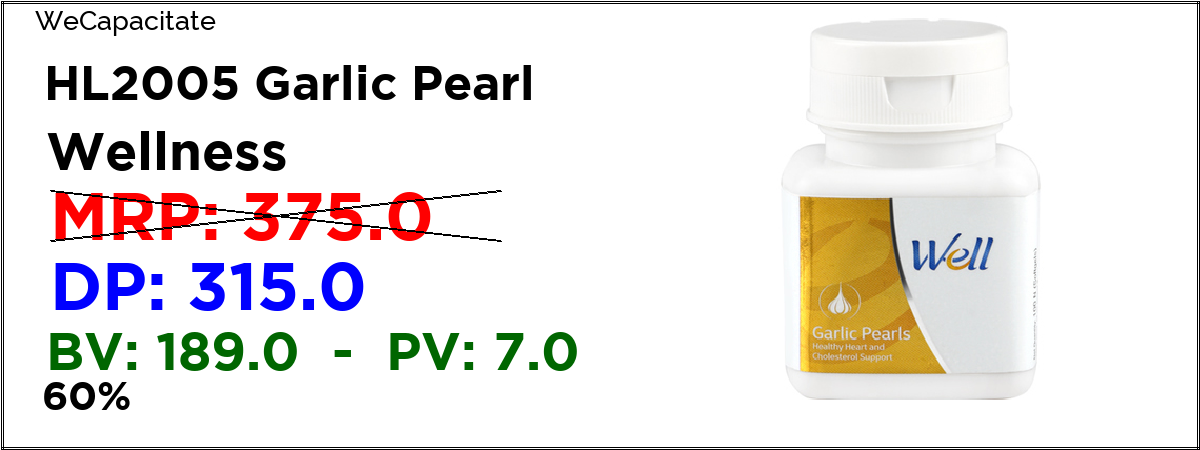 WeCapacitate
HL2005 Garlic Pearl
Wellness
MRP: 375.0
DP: 315.0
BV: 189.0 - PV: 7.0
60%
Well
Garlic Pearls
Healthy Heart and
Cholesterol Support